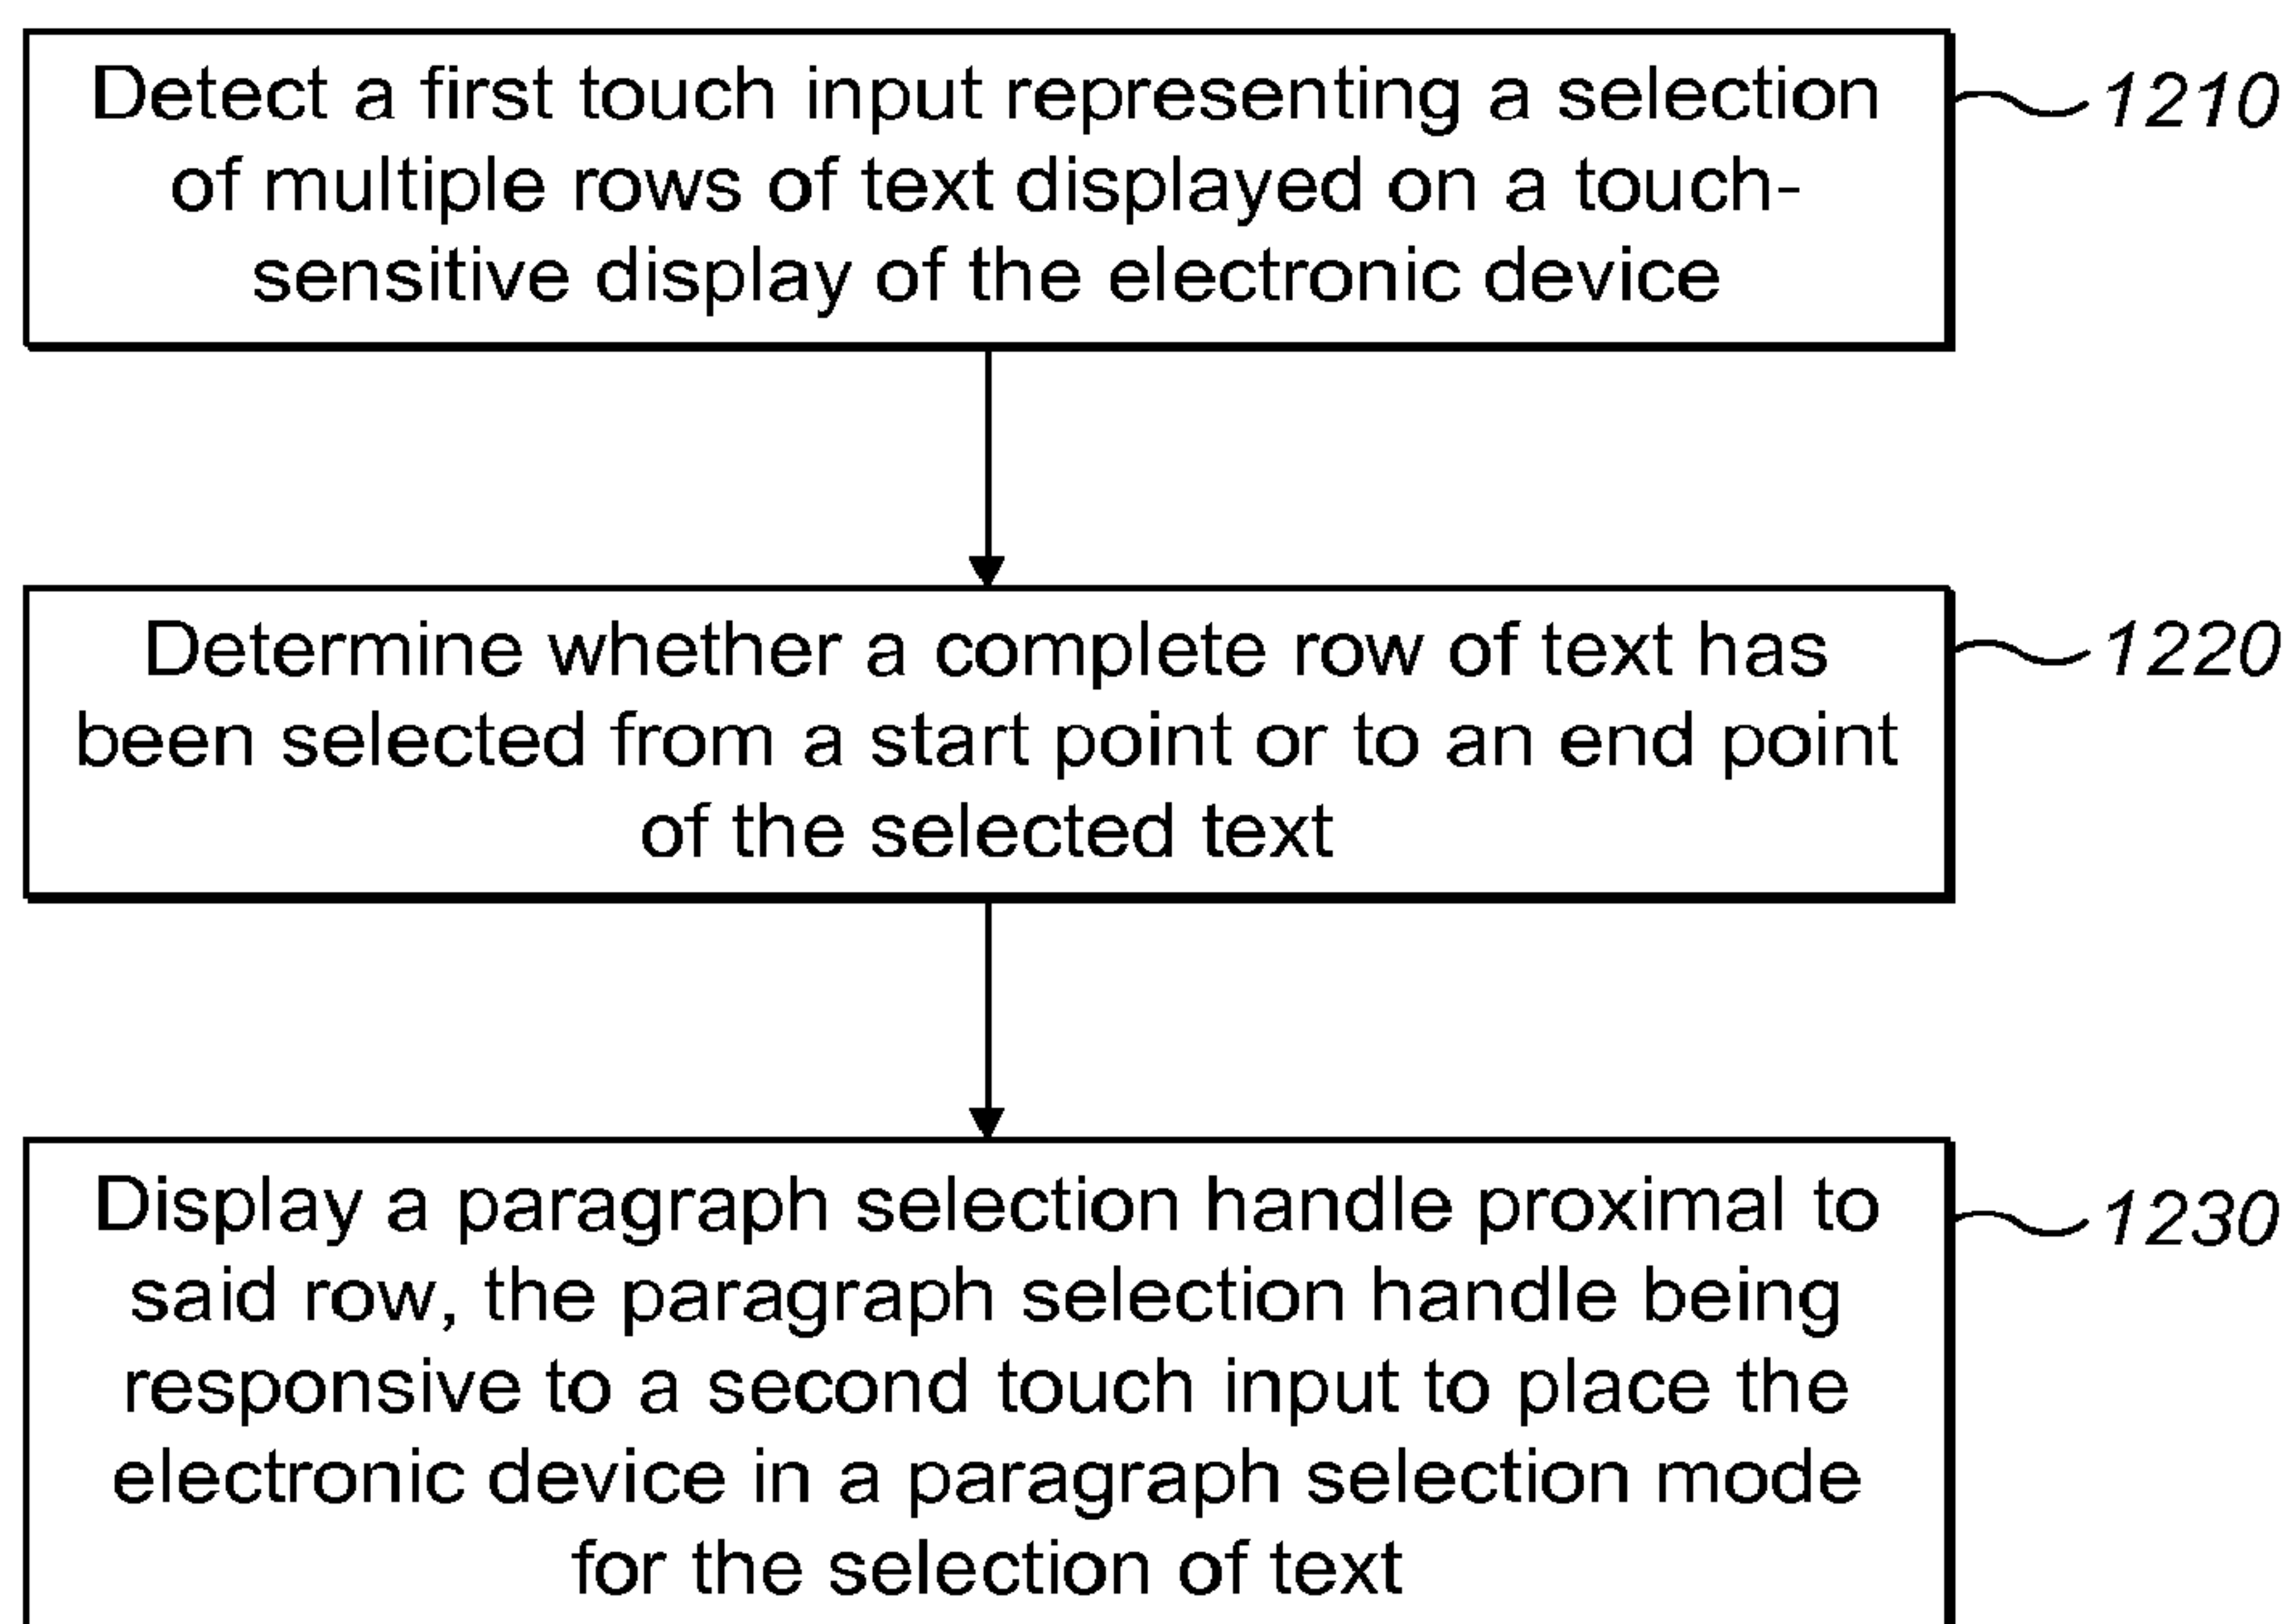 Detect a first touch input representing a selection
of multiple rows of text displayed on a touch-
sensitive display of the electronic device
1210
Determine whether a complete row of text has
been selected from a start point or to an end point
of the selected text
1220
Display a paragraph selection handle proximal to
said row, the paragraph selection handle being
responsive to a second touch input to place the
electronic device in a paragraph selection mode
for the selection of text
1230